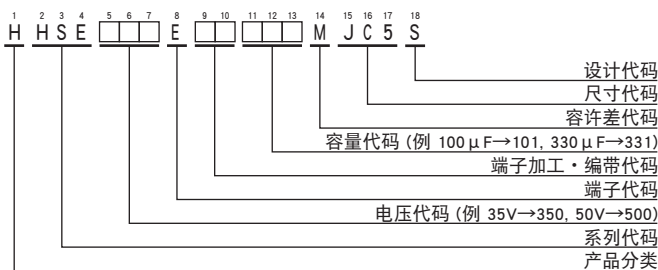 1 2 3 4 5 6 7 8 9 10 11 12 13 14 15 16 17 18
H HSE □□□ E □□ □□□ M JC5 S
设计代码
尺寸代码
容许差代码
容量代码 (例 100μF→101, 330μF→331)
端子加工・编带代码
端子代码
电压代码 (例 35V→350, 50V→500)
系列代码
产品分类